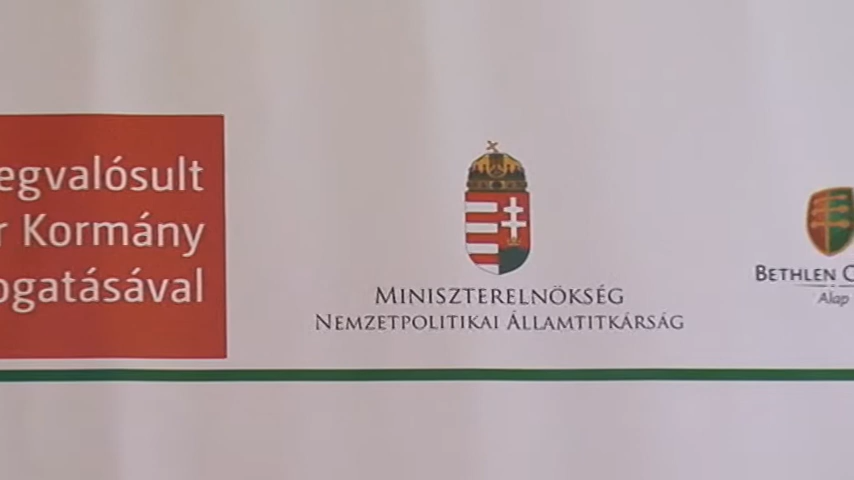 egvalósult
r Kormány
ogatásával
MINISZTERELNÖKSÉG
NEMZETPOLITIKAI ÁLLAMTITKÁRSÁG
BETHLEN
Alap